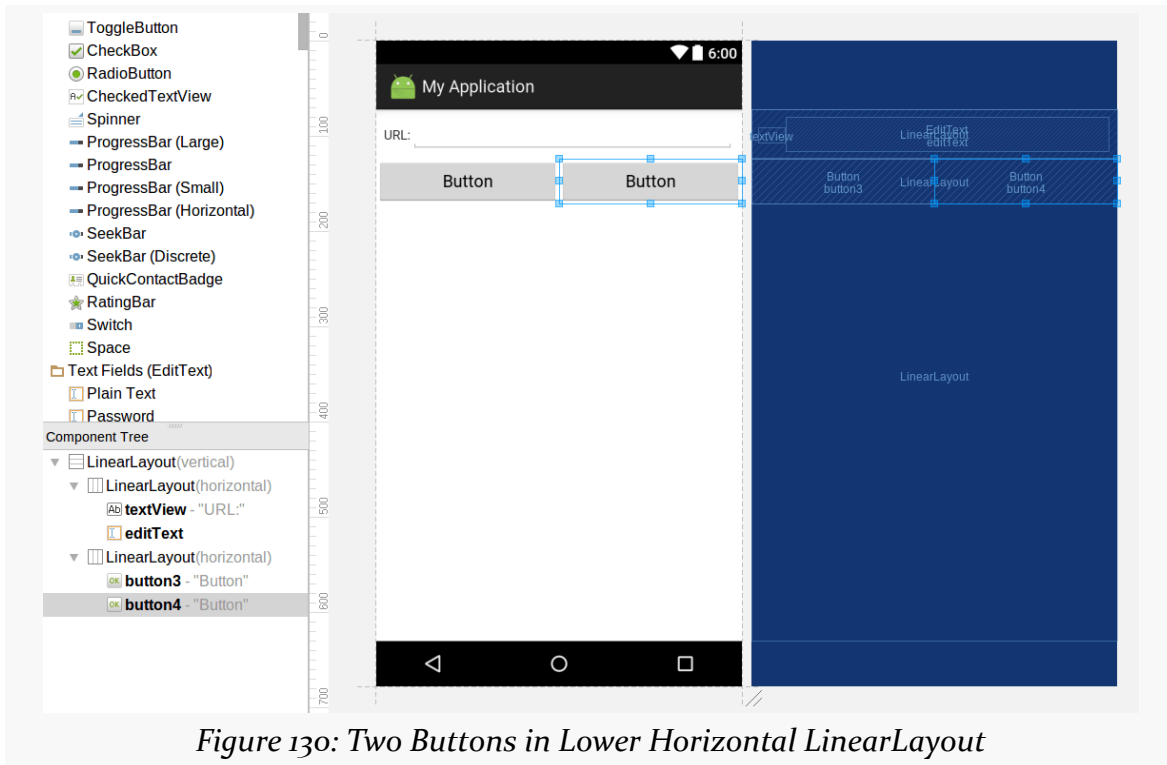 ToggleButton
CheckBox
RadioButton
CheckedTextView
Spinner
ProgressBar (Large)
ProgressBar
ProgressBar (Small)
ProgressBar (Horizontal)
SeekBar
SeekBar (Discrete)
QuickContactBadge
RatingBar
Switch
Space
Text Fields (EditText)
Plain Text
Password
Component Tree
LinearLayout(vertical)
LinearLayout(horizontal)
Ab textView - "URL:"
editText
LinearLayout(horizontal)
OK button3 - "Button"
OK button4 - "Button"
0
100
200
300
400
500
600
700
6:00
My Application
URL:
Button Button
textView LinearLayout EditText
editText
Button LinearLayout Button
button3 button4
LinearLayout
Figure 130: Two Buttons in Lower Horizontal LinearLayout